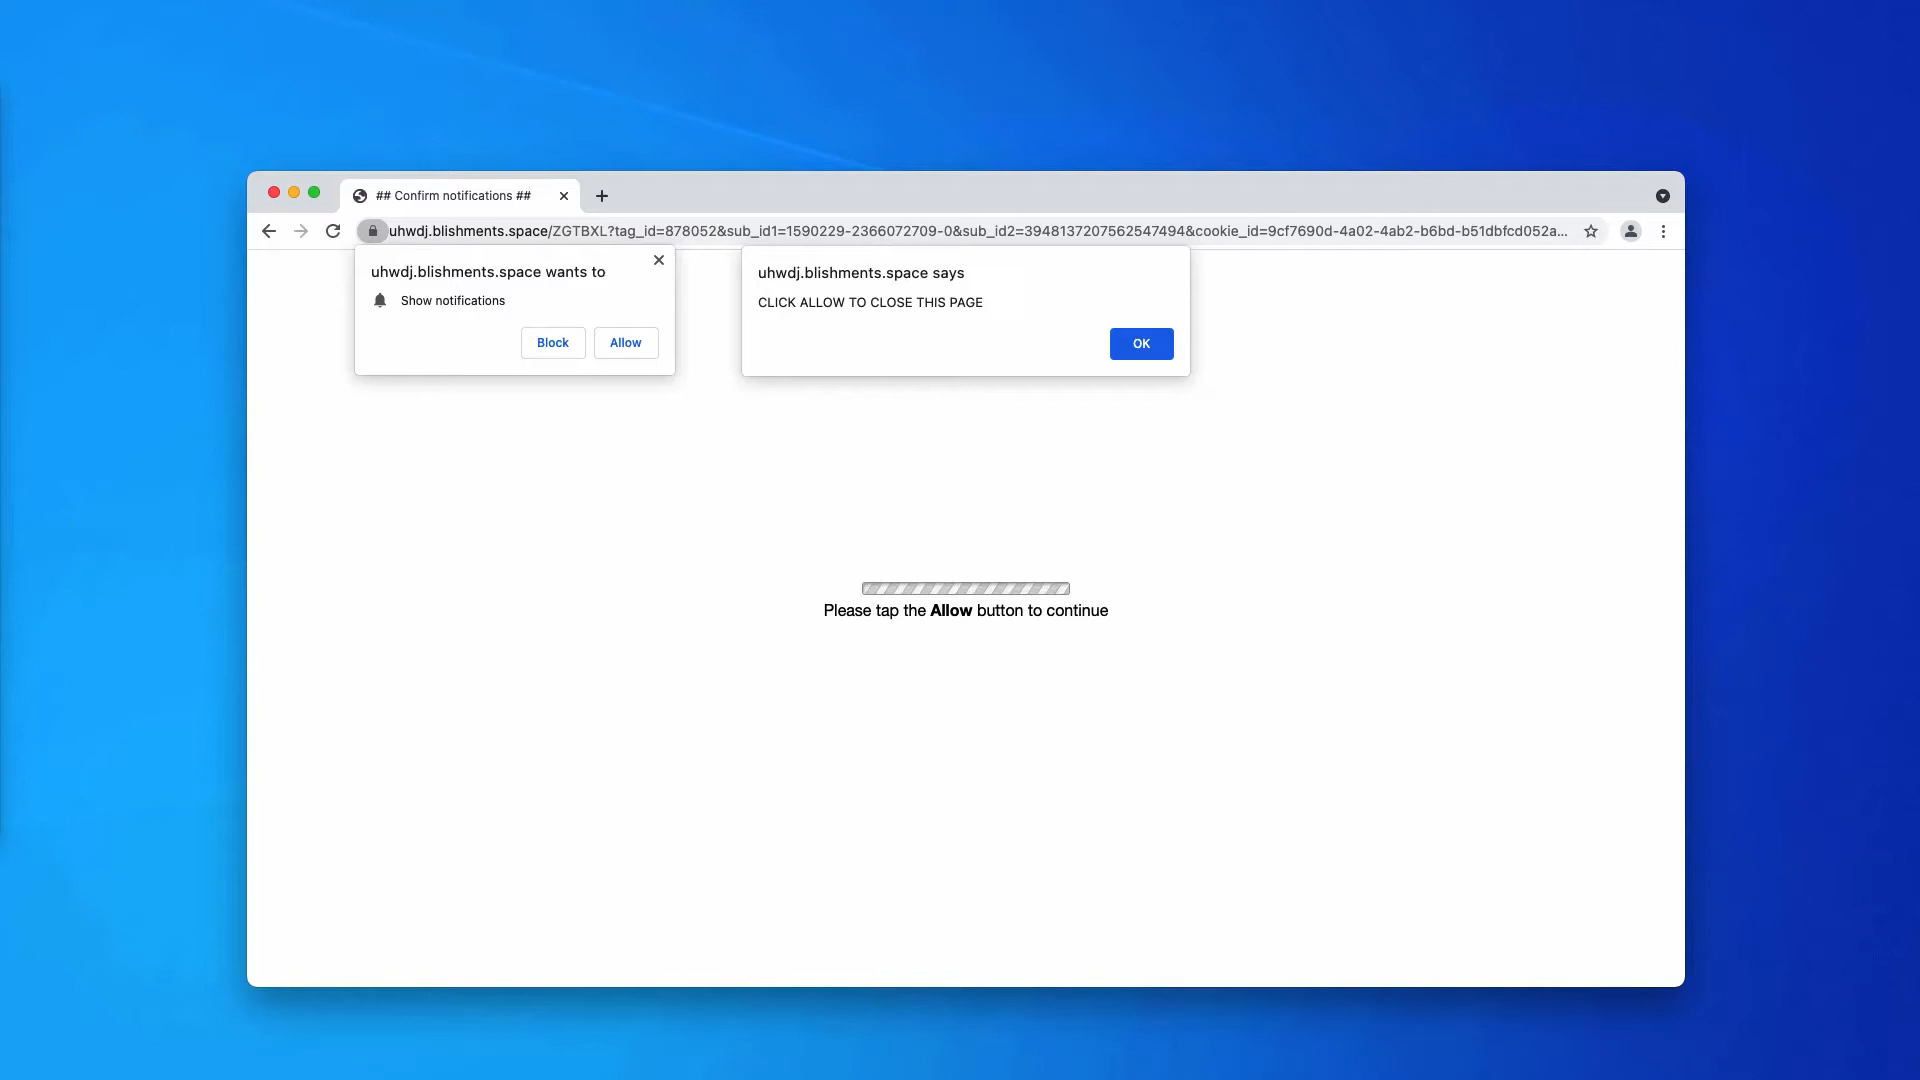 ## Confirm notifications ##
uhwdj.blishments.space/ZGTBXL?tag_id=878052&sub_id1=1590229-2366072709-0&sub_id2=3948137207562547494&cookie_id=9cf7690d-4a02-4ab2-b6bd-b51dbfcd052a...
uhwdj.blishments.space wants to
Show notifications
Block Allow
uhwdj.blishments.space says
CLICK ALLOW TO CLOSE THIS PAGE
OK
Please tap the Allow button to continue